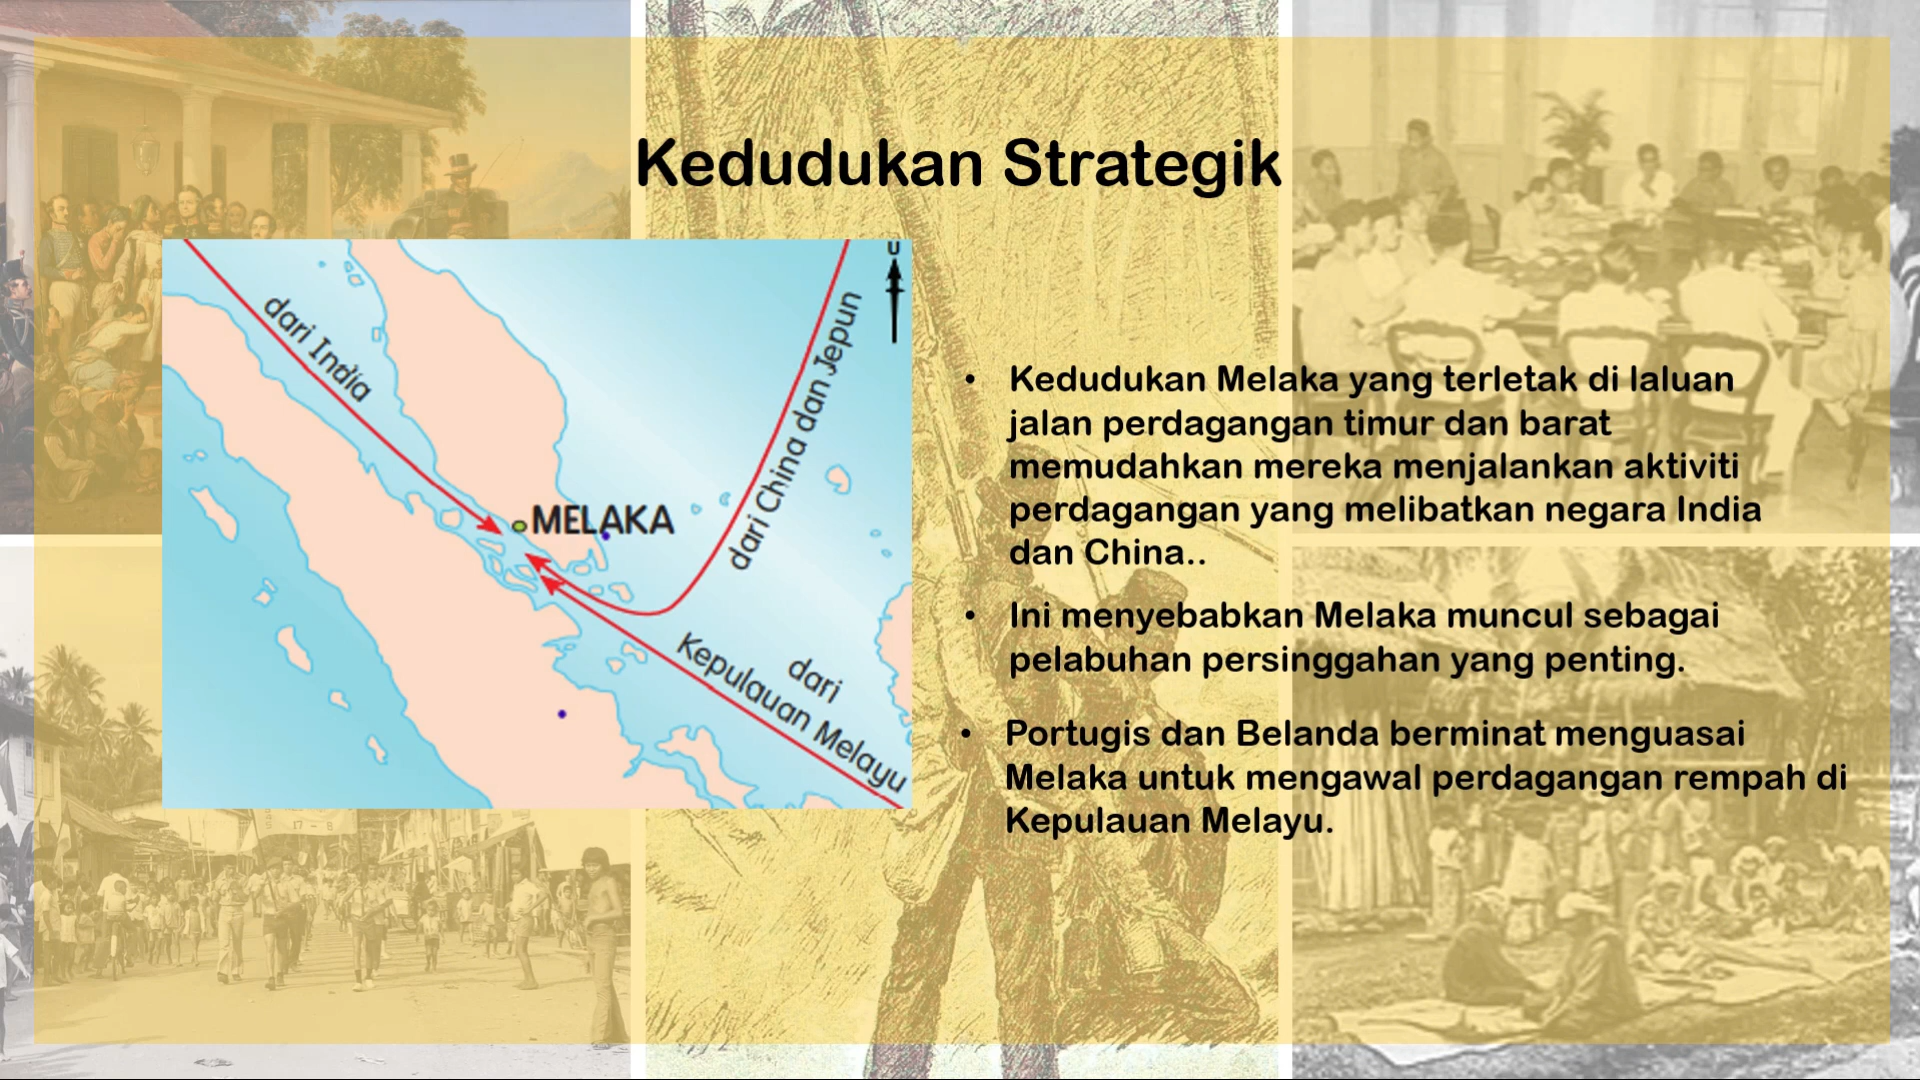 Kedudukan Strategik
U
dari India
dari China dan Jepun
MELAKA
dari
Kepulauan Melayu
• Kedudukan Melaka yang terletak di laluan
jalan perdagangan timur dan barat
memudahkan mereka menjalankan aktiviti
perdagangan yang melibatkan negara India
dan China..
• Ini menyebabkan Melaka muncul sebagai
pelabuhan persinggahan yang penting.
• Portugis dan Belanda berminat menguasai
Melaka untuk mengawal perdagangan rempah di
Kepulauan Melayu.